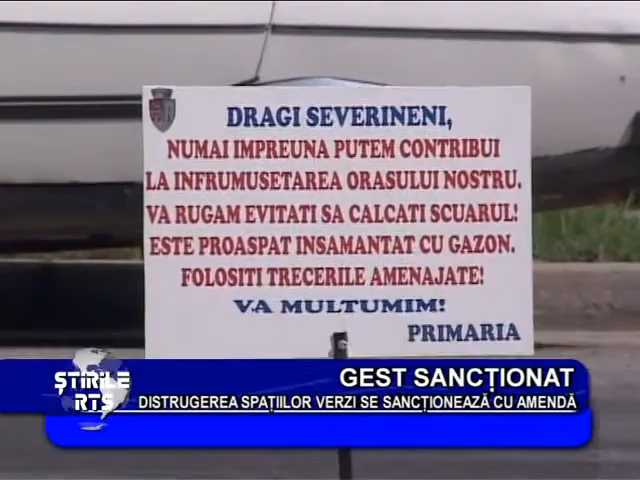 DRAGI SEVERINENI,
NUMAI IMPREUNA PUTEM CONTRIBUI
LA INFRUMUSETAREA ORASULUI NOSTRU.
VA RUGAM EVITATI SA CALCATI SCUARUL!
ESTE PROASPAT INSAMANTAT CU GAZON.
FOLOSITI TRECERILE AMENAJATE!
VA MULTUMIM!
PRIMARIA
GEST SANCȚIONAT
ȘTIRILE
RTS
DISTRUGEREA SPAȚIILOR VERZI SE SANCȚIONEAZĂ CU AMENDĂ